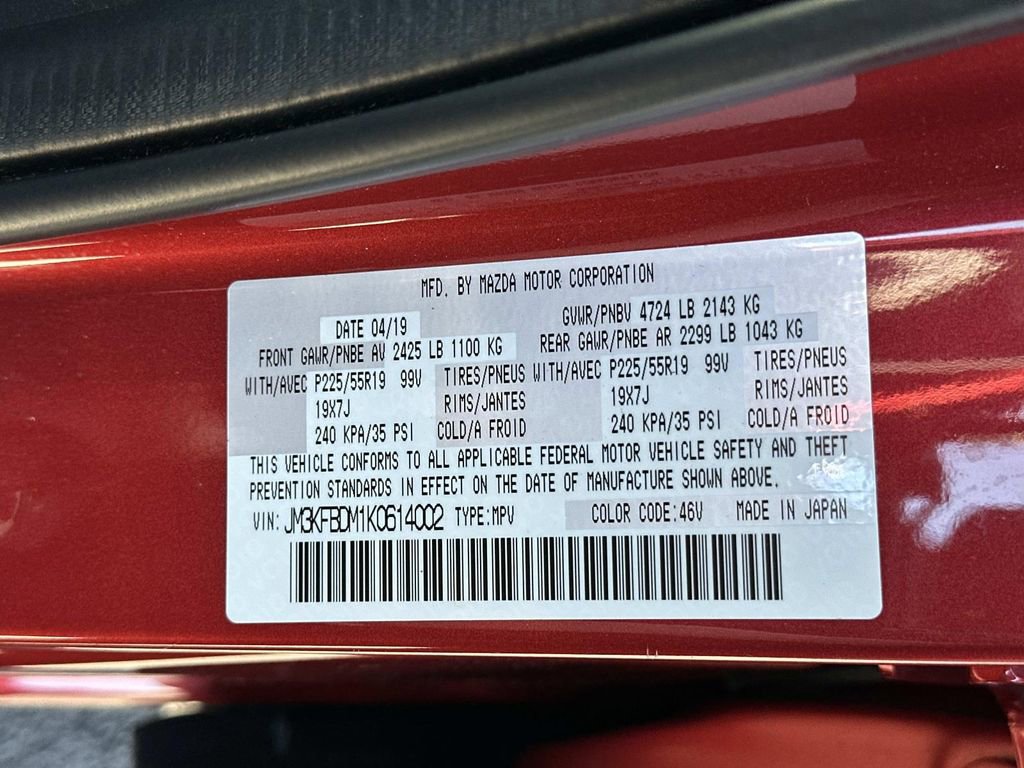 MFD. BY MAZDA MOTOR CORPORATION
DATE 04/19 GVWR/PNBV 4724 LB 2143 KG
FRONT GAWR/PNBE AV 2425 LB 1100 KG REAR GAWR/PNBE AR 2299 LB 1043 KG
WITH/AVEC P225/55R19 99V TIRES/PNEUS WITH/AVEC P225/55R19 99V TIRES/PNEUS
19X7J RIMS/JANTES 19X7J RIMS/JANTES
240 KPA/35 PSI COLD/A FROID 240 KPA/35 PSI COLD/A FROID
THIS VEHICLE CONFORMS TO ALL APPLICABLE FEDERAL MOTOR VEHICLE SAFETY AND THEFT
PREVENTION STANDARDS IN EFFECT ON THE DATE OF MANUFACTURE SHOWN ABOVE.
VIN: JM3KFBDM1K0614002 TYPE:MPV COLOR CODE:46V MADE IN JAPAN